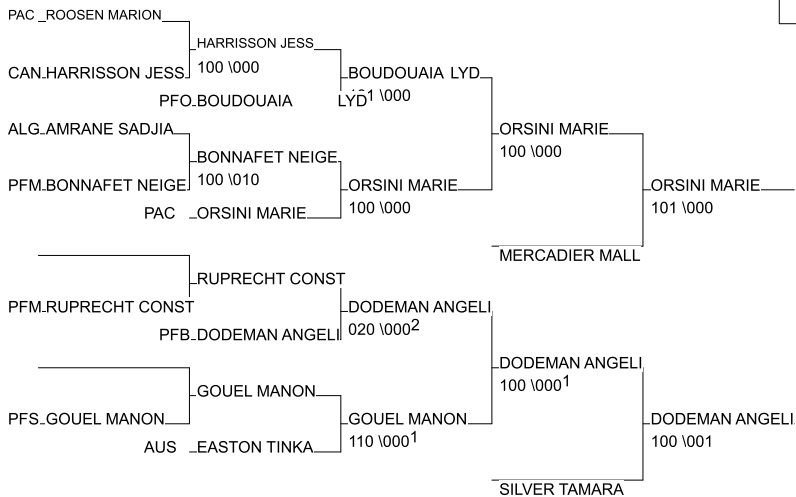 PAC ROOSEN MARION
HARRISSON JESS
CAN HARRISSON JESS
100 \000
BOUDOUAIA LYD
1 \000
PFO BOUDOUAIA LYD
ALG AMRANE SADJIA
ORSINI MARIE
100 \000
BONNAFET NEIGE
100 \010
PFM BONNAFET NEIGE
ORSINI MARIE
100 \000
ORSINI MARIE
101 \000
PAC ORSINI MARIE
MERCADIER MALL
RUPRECHT CONST
PFM RUPRECHT CONST
DODEMAN ANGELI
020 \0002
PFB DODEMAN ANGELI
DODEMAN ANGELI
100 \0001
GOUEL MANON
PFS GOUEL MANON
GOUEL MANON
110 \0001
DODEMAN ANGELI
100 \001
AUS EASTON TINKA
SILVER TAMARA